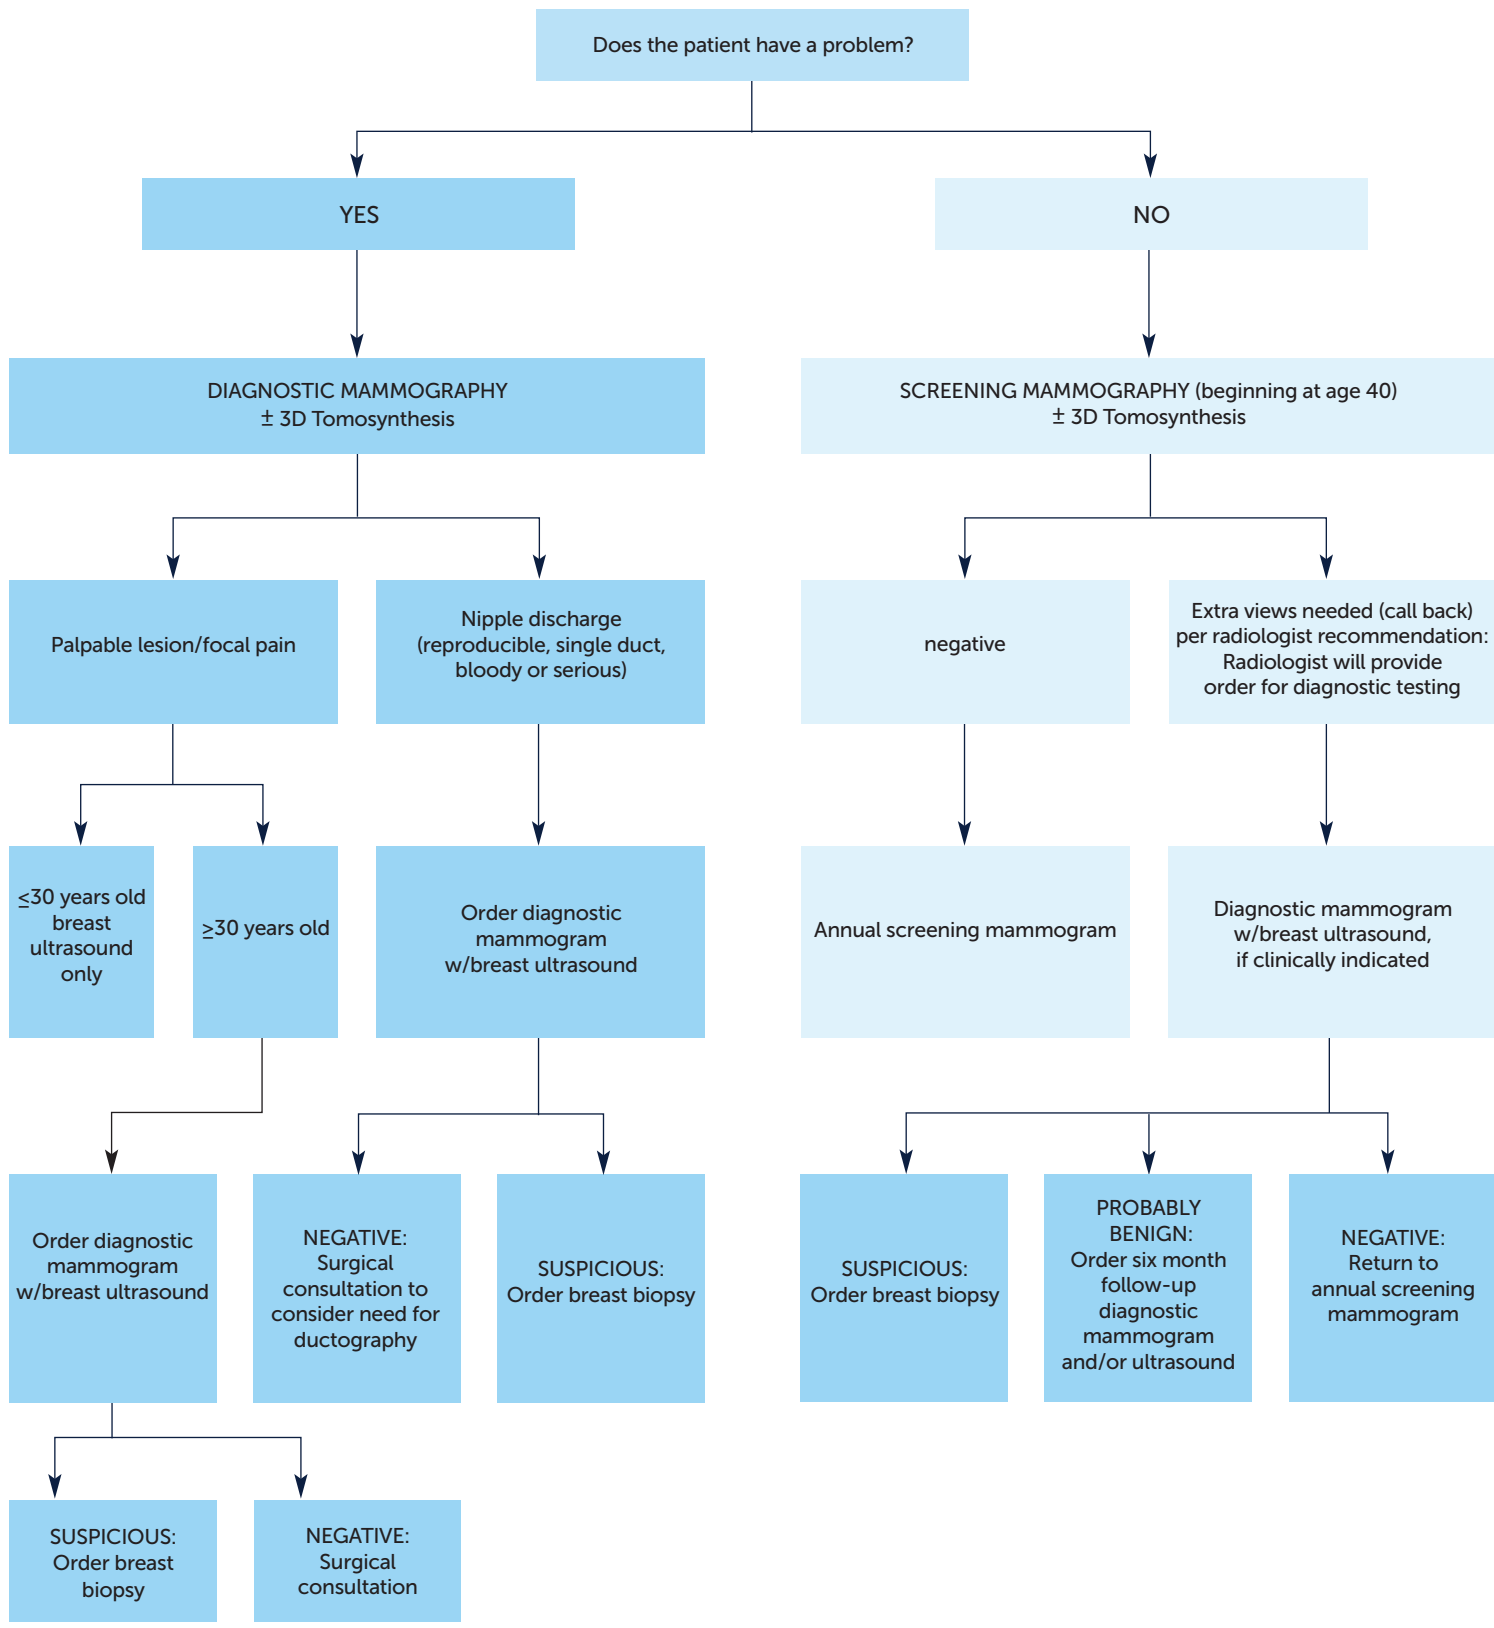 Does the patient have a problem?
YES
NO
DIAGNOSTIC MAMMOGRAPHY
± 3D Tomosynthesis
SCREENING MAMMOGRAPHY (beginning at age 40)
± 3D Tomosynthesis
Palpable lesion/focal pain
Nipple discharge
(reproducible, single duct,
bloody or serious)
negative
Extra views needed (call back)
per radiologist recommendation:
Radiologist will provide
order for diagnostic testing
≤30 years old
breast
ultrasound
only
≥30 years old
Order diagnostic
mammogram
w/breast ultrasound
Annual screening mammogram
Diagnostic mammogram
w/breast ultrasound,
if clinically indicated
Order diagnostic
mammogram
w/breast ultrasound
NEGATIVE:
Surgical
consultation to
consider need for
ductography
SUSPICIOUS:
Order breast biopsy
SUSPICIOUS:
Order breast biopsy
PROBABLY
BENIGN:
Order six month
follow-up
diagnostic
mammogram
and/or ultrasound
NEGATIVE:
Return to
annual screening
mammogram
SUSPICIOUS:
Order breast
biopsy
NEGATIVE:
Surgical
consultation